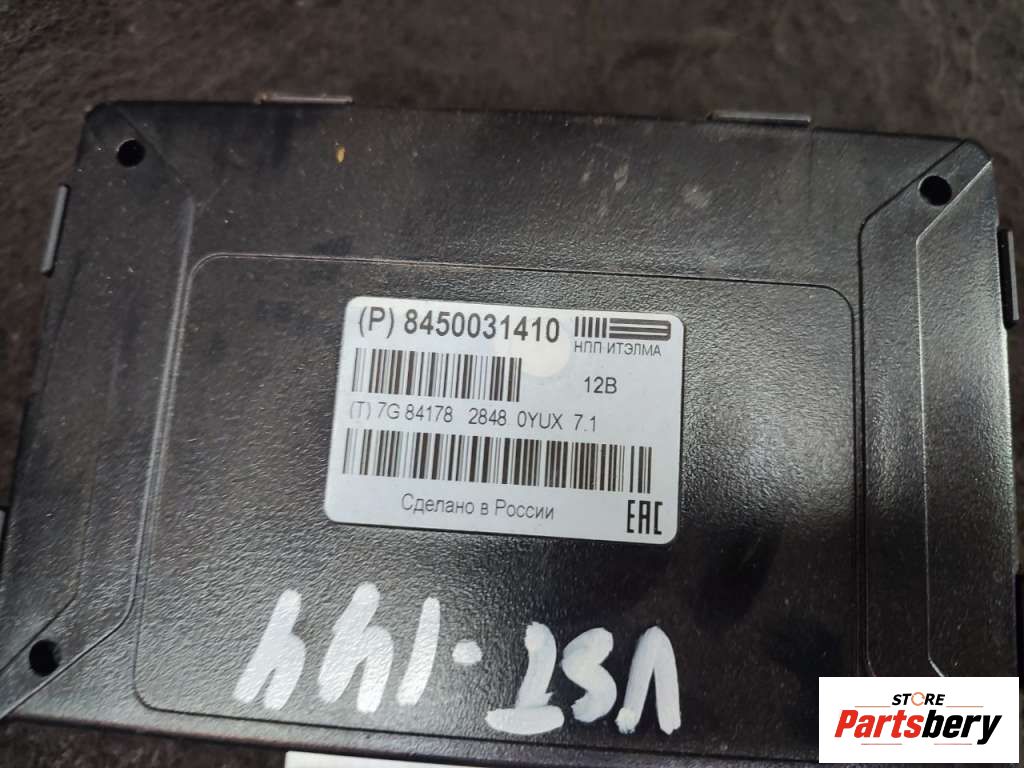 (P) 8450031410
НПП ИТЭЛМА
12В
(T) 7G 84178 2848 0YUX 7.1
Сделано в России
EAC
STORE
Partsbery